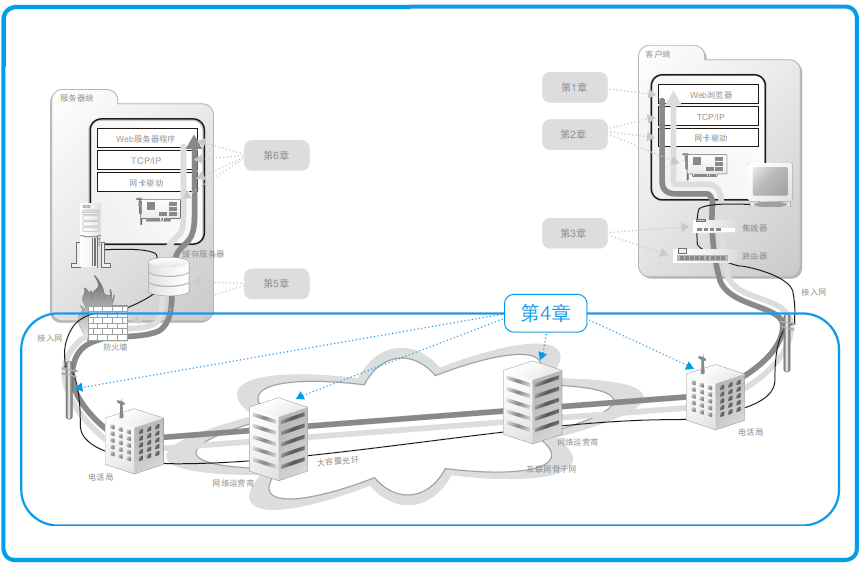 客户端
服务器端
第1章
Web浏览器
TCP/IP
网卡驱动
第2章
Web服务器程序
TCP/IP
网卡驱动
第6章
第3章
集线器
路由器
缓存服务器
第5章
接入网
第4章
接入网
防火墙
电话局
网络运营商
大容量光纤
互联网骨干网
网络运营商
电话局